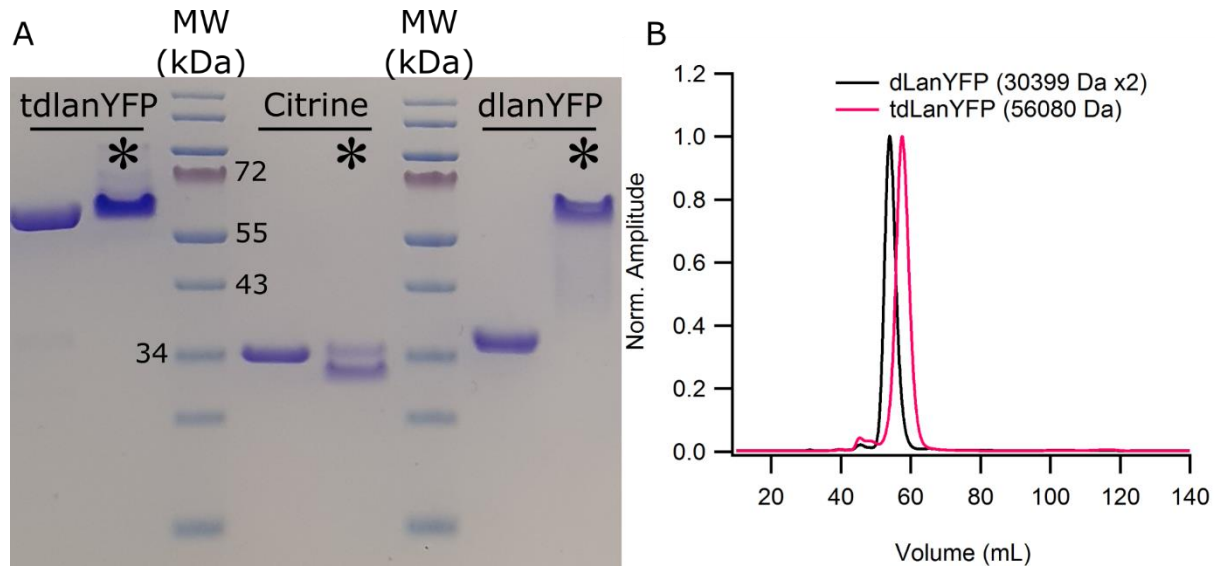 A
MW
(kDa)
MW
(kDa)
tdlanYFP
Citrine
dlanYFP
*
*
*
72
55
43
34
B
dLanYFP (30399 Da x2)
tdLanYFP (56080 Da)
Norm. Amplitude
1.2
1.0
0.8
0.6
0.4
0.2
0.0
20 40 60 80 100 120 140
Volume (mL)